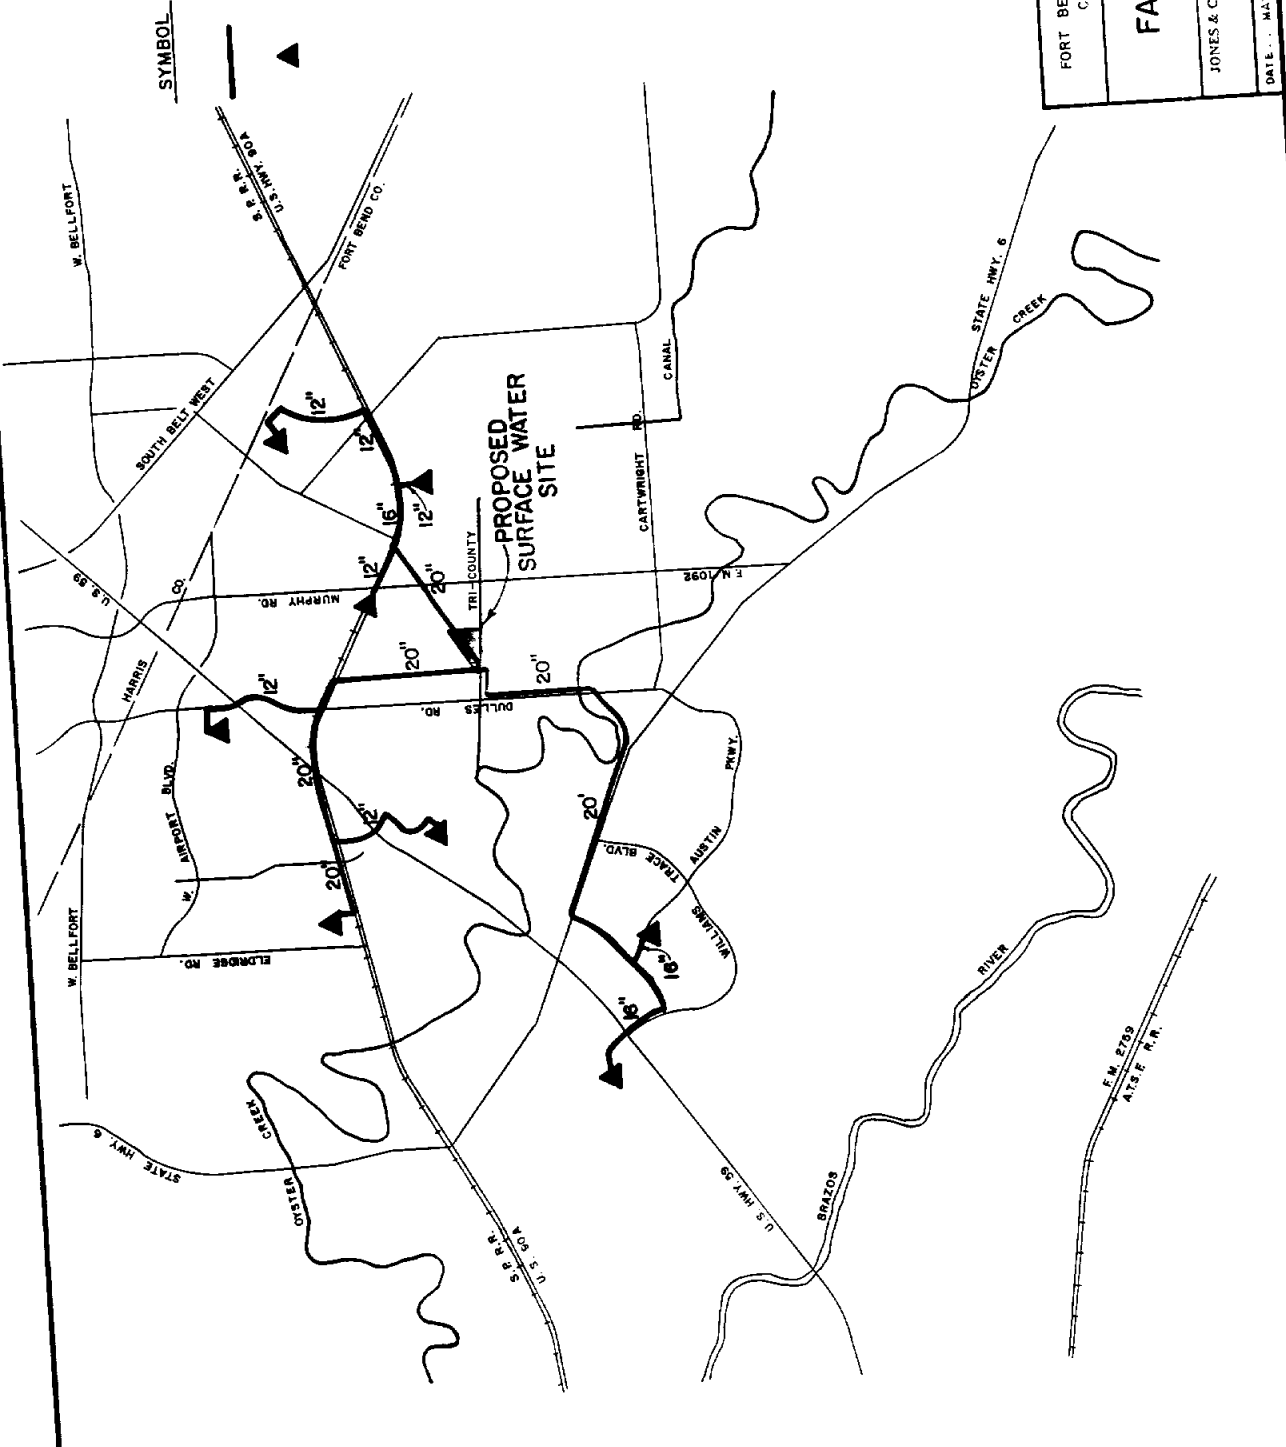 SYMBOL
FORT BE
C
FA
JONES & C
DATE . . MA
W. BELLFORT
S.P. R.R.
U.S. HWY. 90A
FORT BEND CO.
SOUTH BELT WEST
12"
12"
16"
12"
PROPOSED
SURFACE WATER
SITE
CANAL
CARTWRIGHT RD.
STATE HWY. 6
OYSTER CREEK
U.S. 59
HARRIS CO.
MURPHY RD.
12"
20"
TRI-COUNTY
F.M. 1092
12"
20"
20"
DULLES RD.
20"
W. AIRPORT BLVD.
12"
20'
20"
WILLIAMS TRACE BLVD.
AUSTIN PKWY.
W. BELLFORT
ELDRIDGE RD.
16"
16"
RIVER
BRAZOS
F.M. 2759
A.T.S.F. R.R.
STATE HWY. 6
OYSTER CREEK
S.P. R.R.
U.S. 90A
U.S. HWY. 59